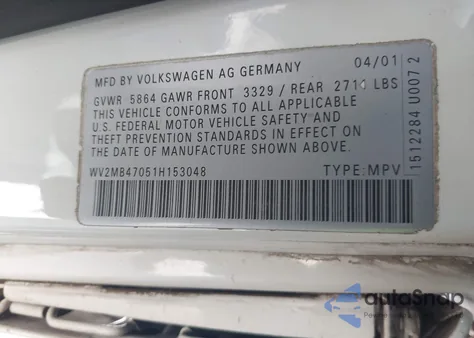 MFD BY VOLKSWAGEN AG GERMANY 04/01
GVWR 5864 GAWR FRONT 3329 / REAR 2714 LBS
THIS VEHICLE CONFORMS TO ALL APPLICABLE
U.S. FEDERAL MOTOR VEHICLE SAFETY AND
THEFT PREVENTION STANDARDS IN EFFECT ON
THE DATE OF MANUFACTURE SHOWN ABOVE.
WV2MB47051H153048 TYPE: MPV
1512284 U007 2
autoSnap